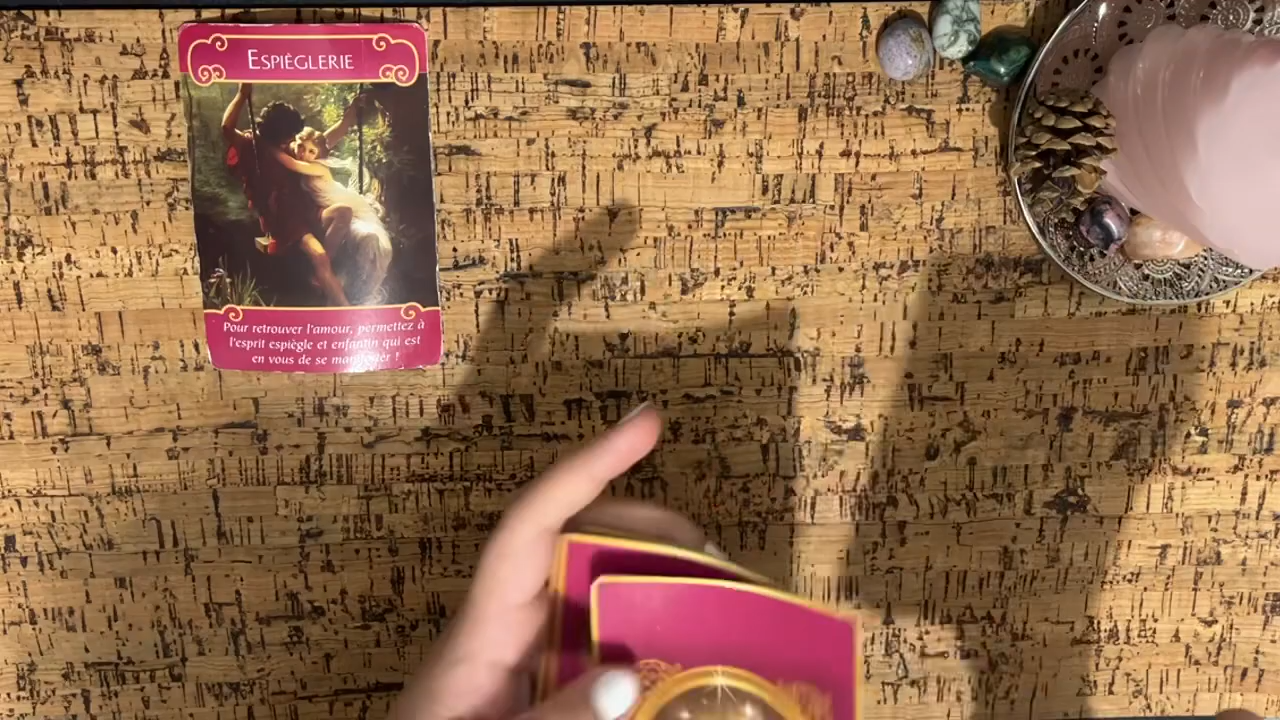 ESPIÈGLERIE
Pour retrouver l'amour, permettez à
l'esprit espiègle et enfantin qui est
en vous de se manifester !